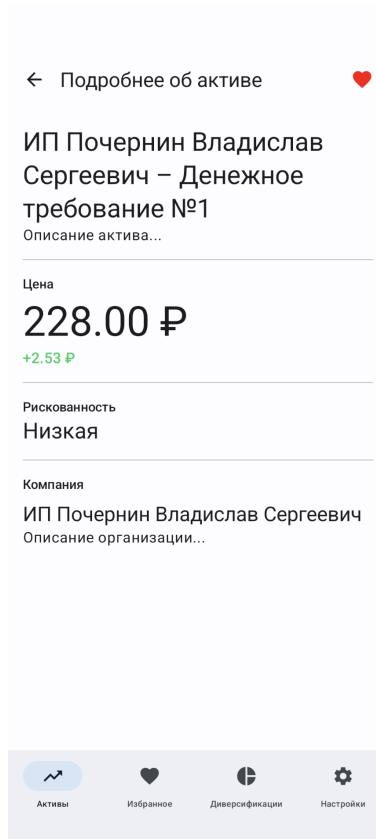 Подробнее об активе
ИП Почернин Владислав
Сергеевич – Денежное
требование №1
Описание актива...
Цена
228.00 ₽
+2.53 ₽
Рискованность
Низкая
Компания
ИП Почернин Владислав Сергеевич
Описание организации...
Активы
Избранное
Диверсификации
Настройки